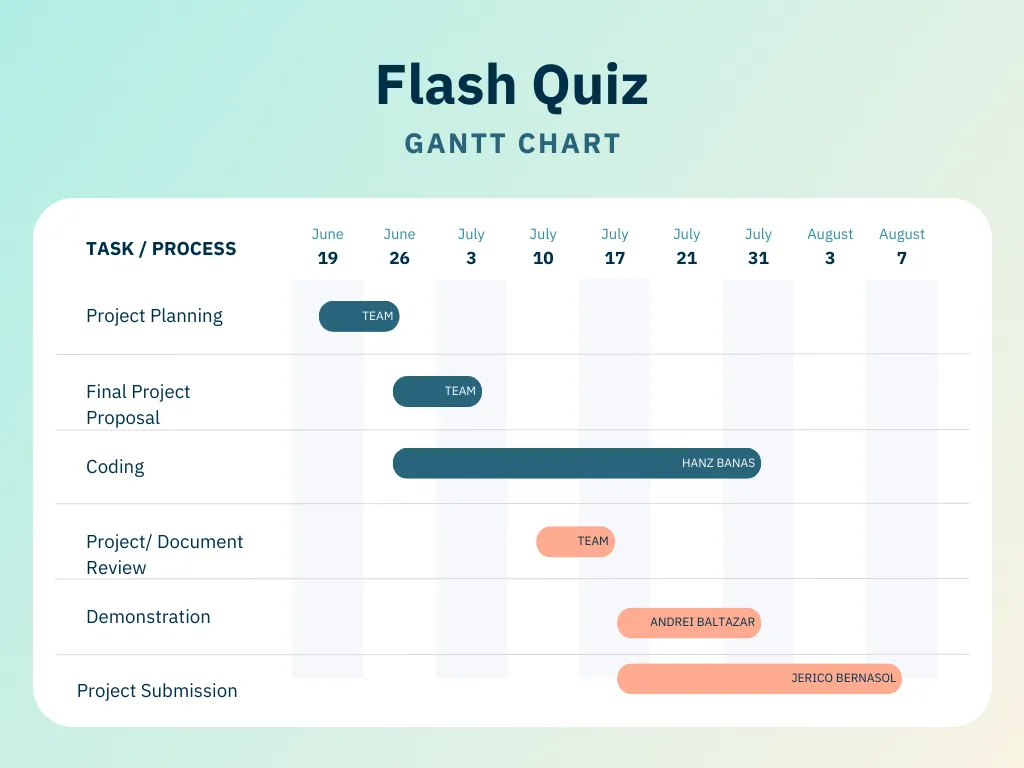 Flash Quiz
GANTT CHART
TASK / PROCESS
June June July July July July July August August
19 26 3 10 17 21 31 3 7
Project Planning TEAM
Final Project TEAM
Proposal
Coding HANZ BANAS
Project/ Document TEAM
Review
Demonstration ANDREI BALTAZAR
Project Submission JERICO BERNASOL